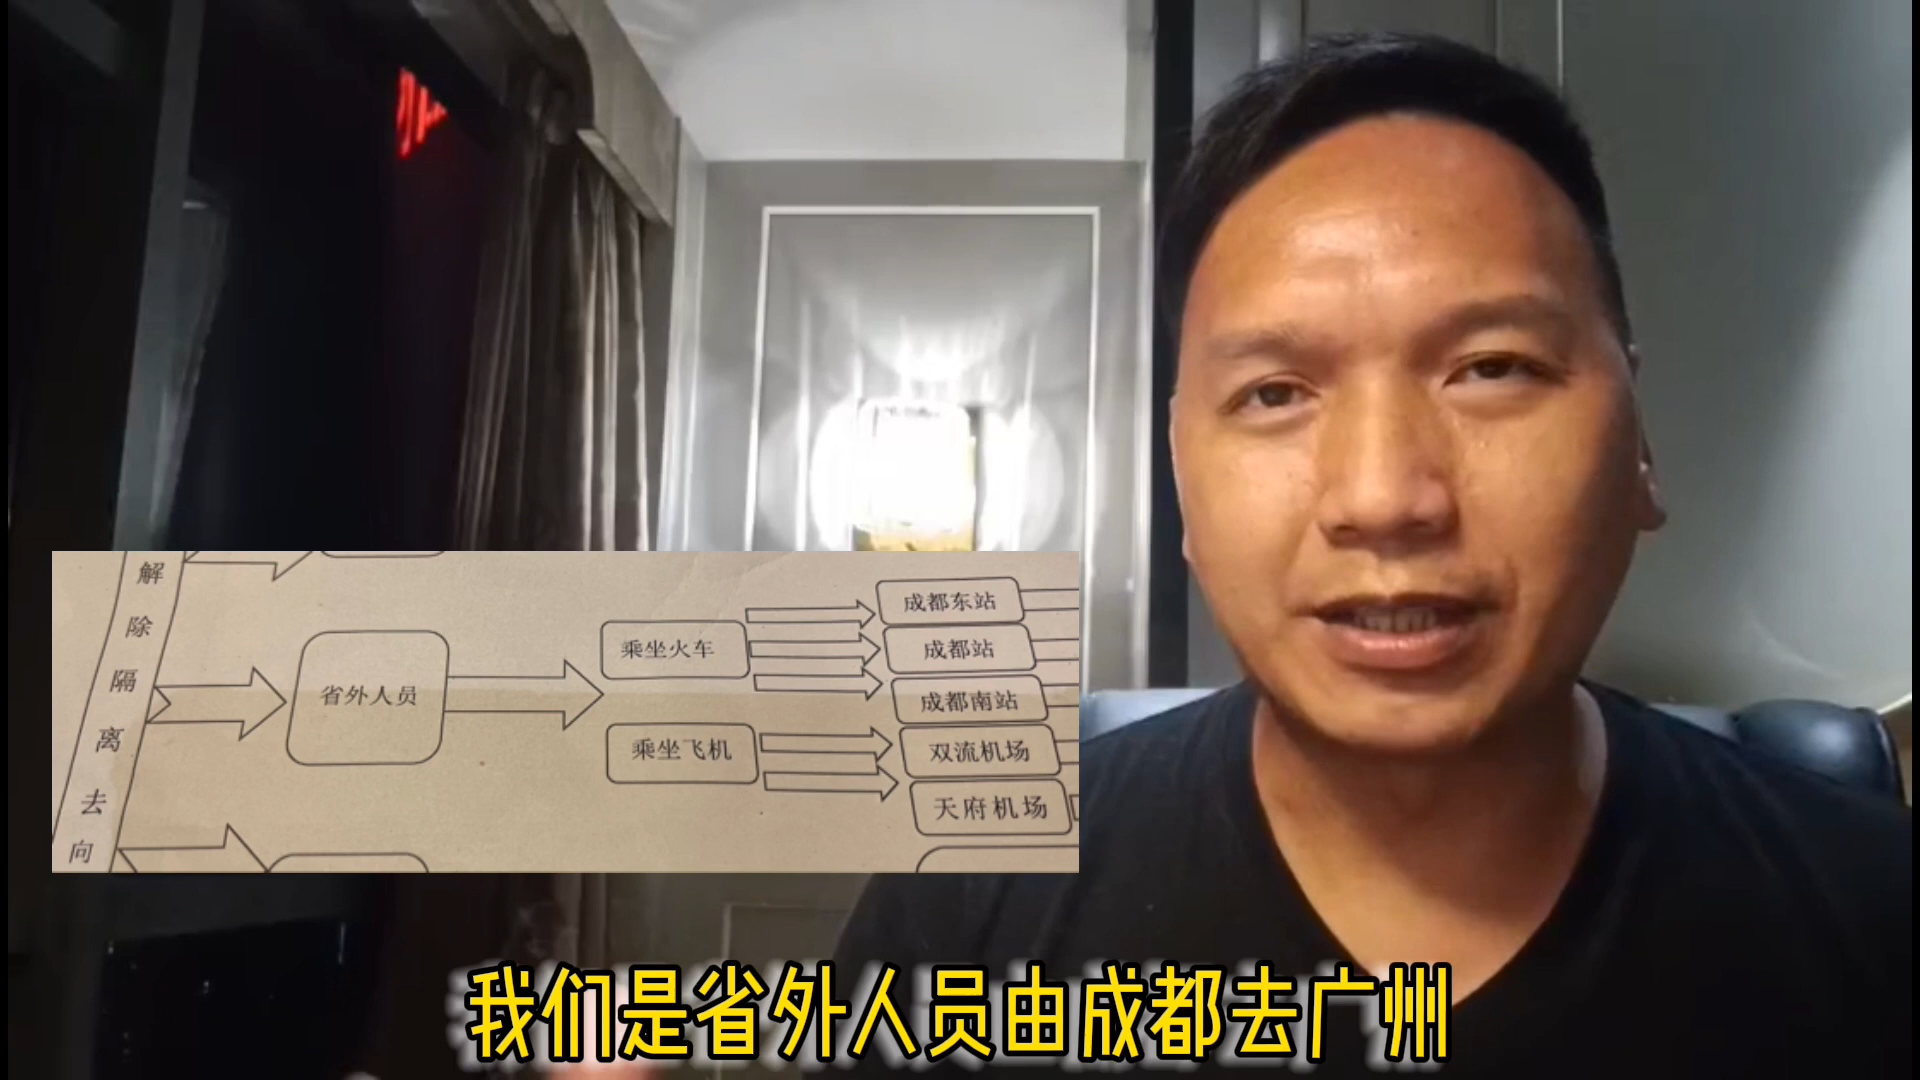 解除隔离去向
省外人员
乘坐火车
乘坐飞机
成都东站
成都站
成都南站
双流机场
天府机场
我们是省外人员由成都去广州